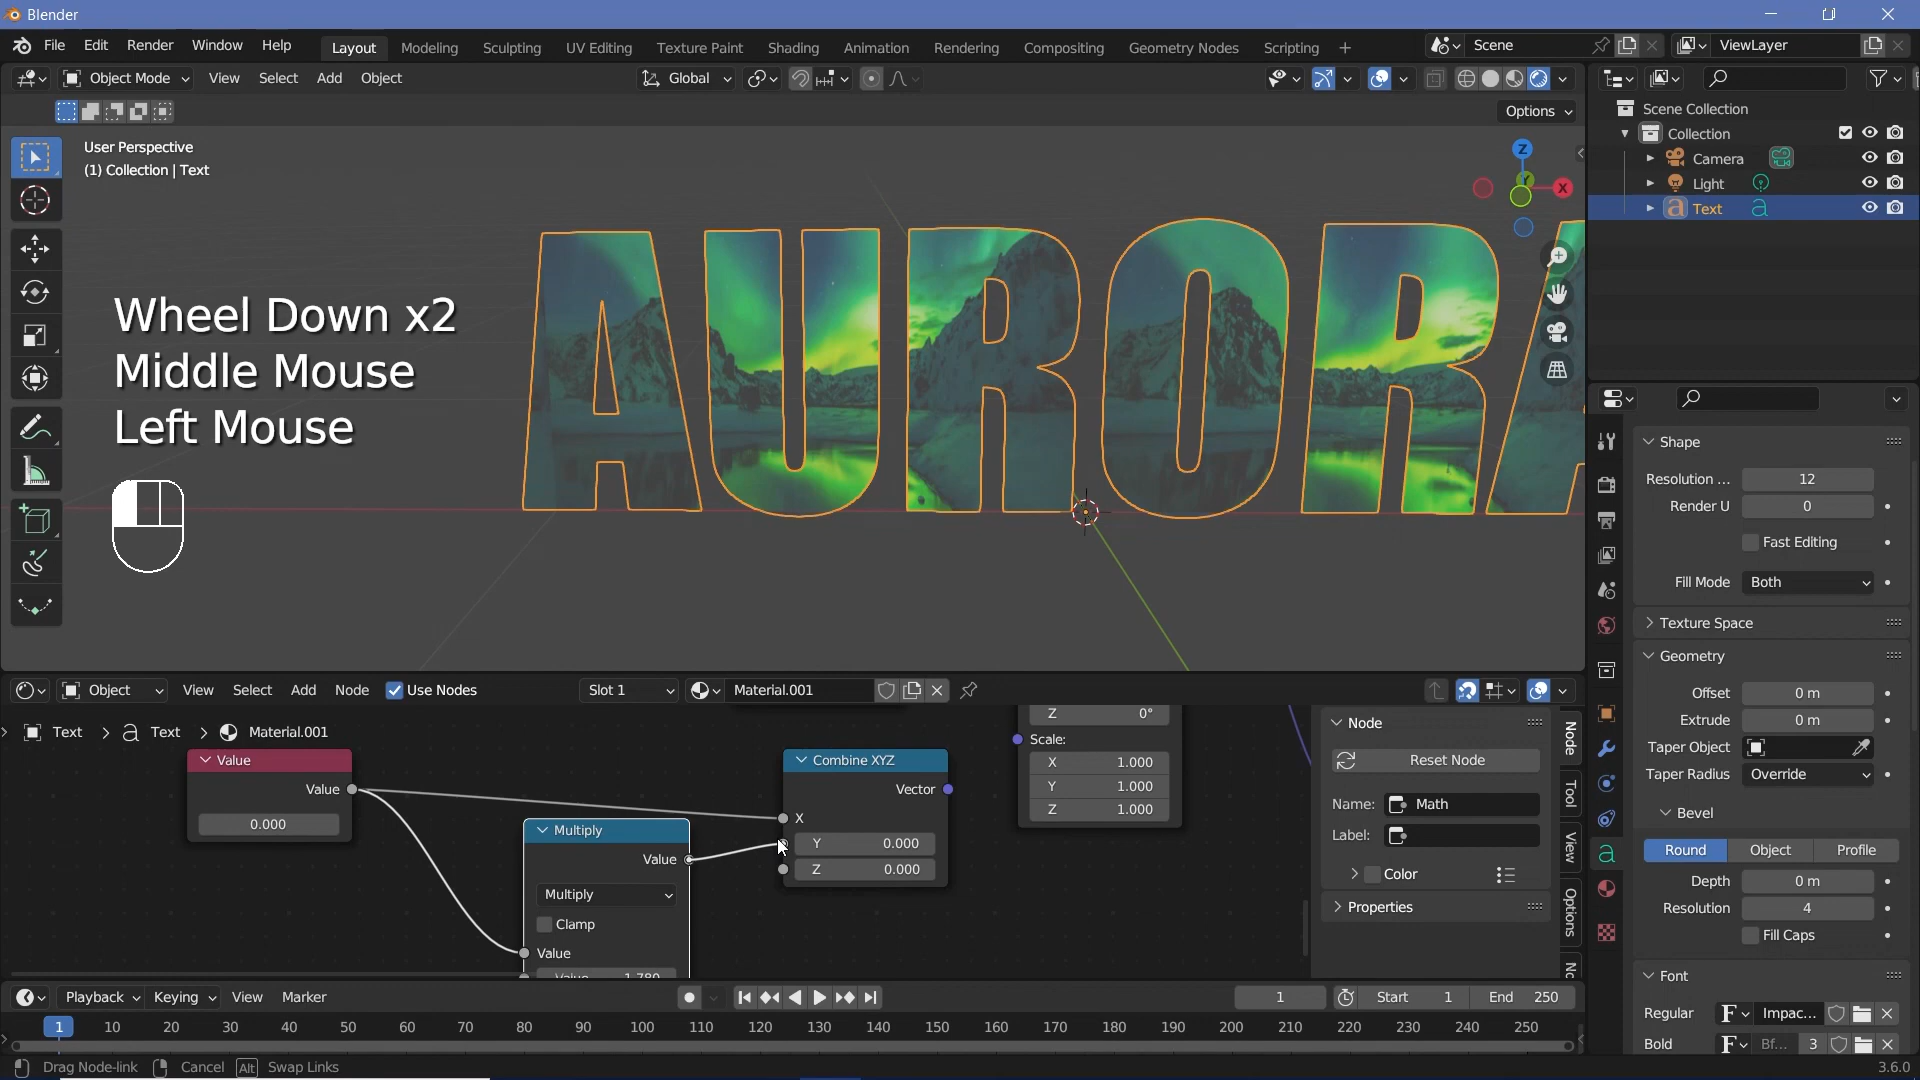 Blender
File Edit Render Window Help Layout Modeling Sculpting UV Editing Texture Paint Shading Animation Rendering Compositing Geometry Nodes Scripting + Scene ViewLayer
Object Mode View Select Add Object Global
Options
User Perspective
(1) Collection | Text
Z
Y
X
AURORA
Wheel Down x2
Middle Mouse
Left Mouse
Scene Collection
Collection
Camera
Light
Text
Shape
Resolution ... 12
Render U 0
Fast Editing
Fill Mode Both
Texture Space
Geometry
Offset 0 m
Extrude 0 m
Taper Object
Taper Radius Override
Bevel
Round Object Profile
Depth 0 m
Resolution 4
Fill Caps
Font
Regular F Impac...
Bold F Bf... 3
Object View Select Add Node Use Nodes Slot 1 Material.001
Text > a Text > Material.001
Value
Value
0.000
Multiply
Value
Multiply
Clamp
Value
Value 1.780
Combine XYZ
Vector
X
Y 0.000
Z 0.000
Z 0°
Scale:
X 1.000
Y 1.000
Z 1.000
Node
Reset Node
Name: Math
Label:
Color
Properties
Node
Tool
View
Options
Playback Keying View Marker 1 Start 1 End 250
1 10 20 30 40 50 60 70 80 90 100 110 120 130 140 150 160 170 180 190 200 210 220 230 240 250
Drag Node-link Cancel Alt Swap Links 3.6.0